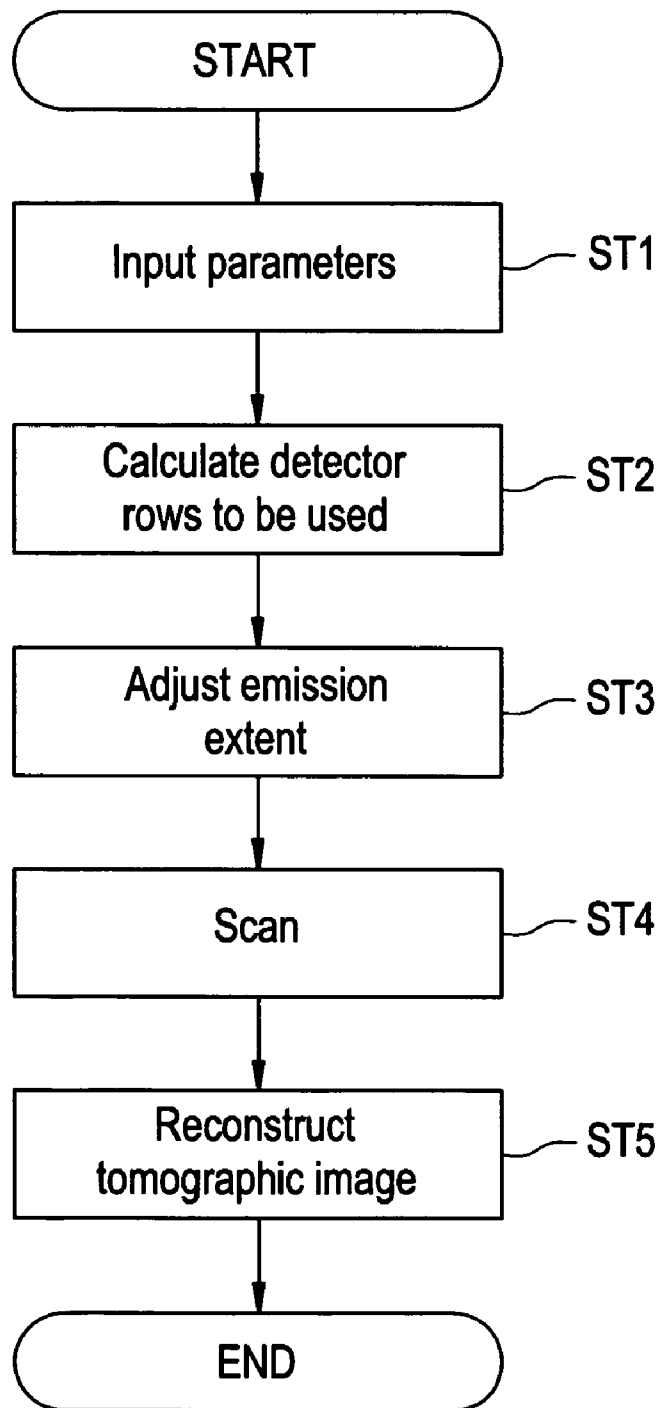 START
Input parameters
ST1
Calculate detector
rows to be used
ST2
Adjust emission
extent
ST3
Scan
ST4
Reconstruct
tomographic image
ST5
END